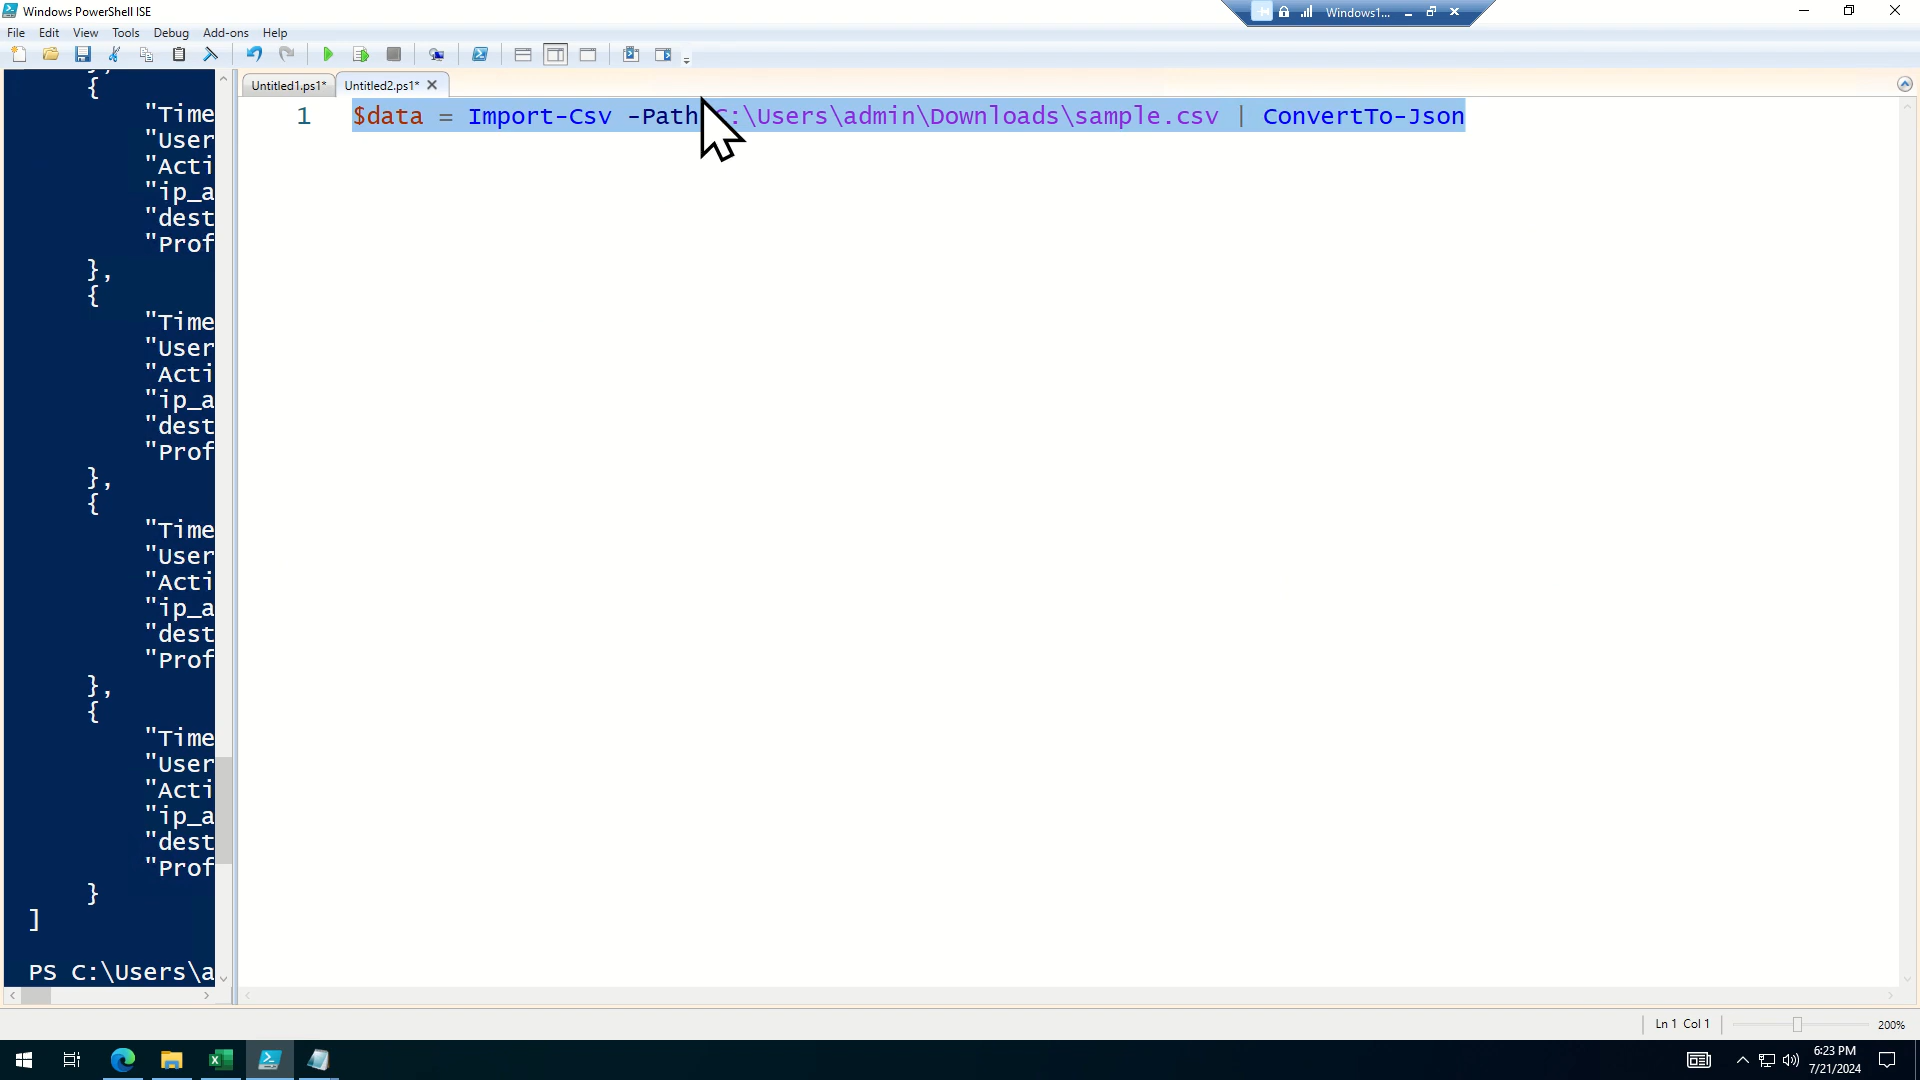 Windows PowerShell ISE
Windows1...
File Edit View Tools Debug Add-ons Help
Untitled1.ps1* Untitled2.ps1*
1 $data = Import-Csv -Path C:\Users\admin\Downloads\sample.csv | ConvertTo-Json
},
{
"Time
"User
"Acti
"ip_a
"dest
"Prof
},
{
"Time
"User
"Acti
"ip_a
"dest
"Prof
},
{
"Time
"User
"Acti
"ip_a
"dest
"Prof
},
{
"Time
"User
"Acti
"ip_a
"dest
"Prof
}
]
PS C:\Users\a
Ln 1 Col 1 200%
6:23 PM
7/21/2024